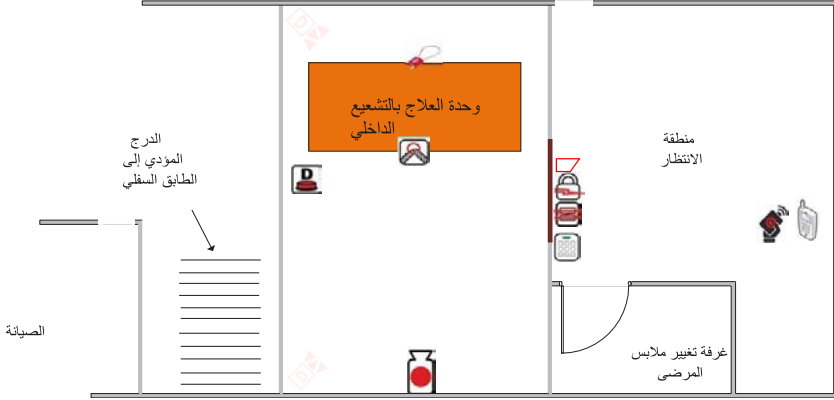 وحدة العلاج بالتشعيع
الداخلي
منطقة
الانتظار
الدرج
المؤدي إلى
الطابق السفلي
D
D
D
الصيانة
غرفة تغيير ملابس
المرضى